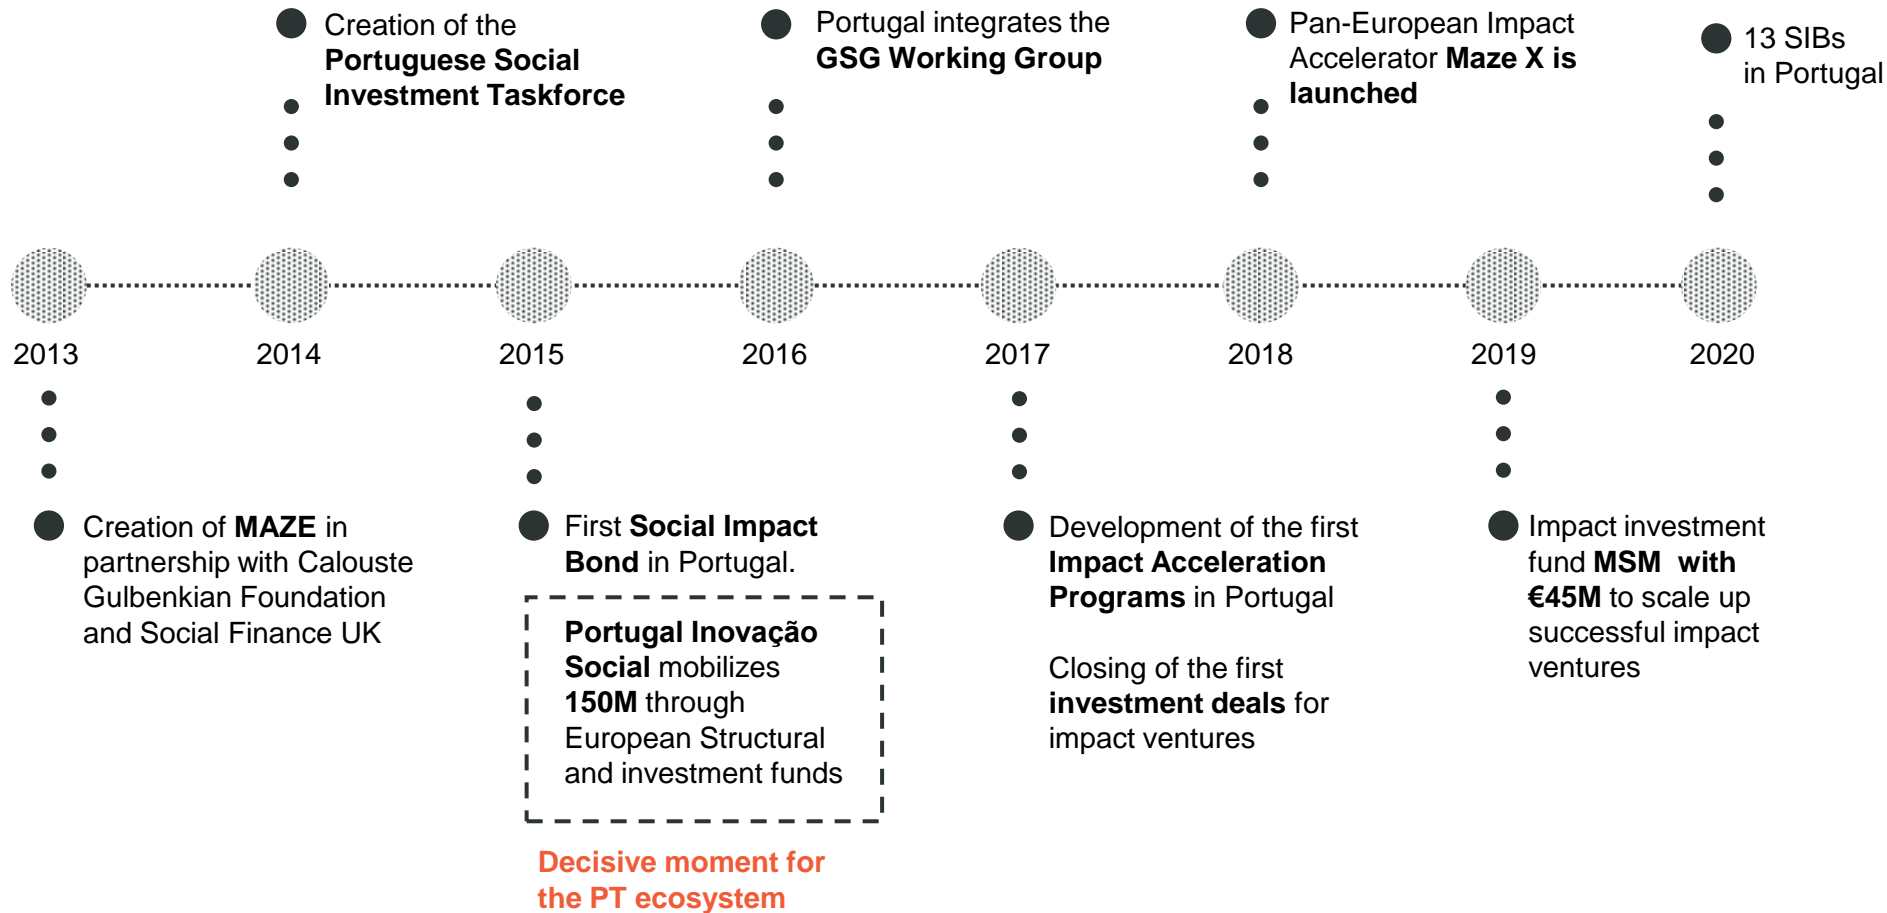 Creation of the
Portuguese Social
Investment Taskforce
Portugal integrates the
GSG Working Group
Pan-European Impact
Accelerator Maze X is
launched
13 SIBs
in Portugal
2013
2014
2015
2016
2017
2018
2019
2020
Creation of MAZE in
partnership with Calouste
Gulbenkian Foundation
and Social Finance UK
First Social Impact
Bond in Portugal.
Portugal Inovação
Social mobilizes
150M through
European Structural
and investment funds
Decisive moment for
the PT ecosystem
Development of the first
Impact Acceleration
Programs in Portugal
Closing of the first
investment deals for
impact ventures
Impact investment
fund MSM with
€45M to scale up
successful impact
ventures